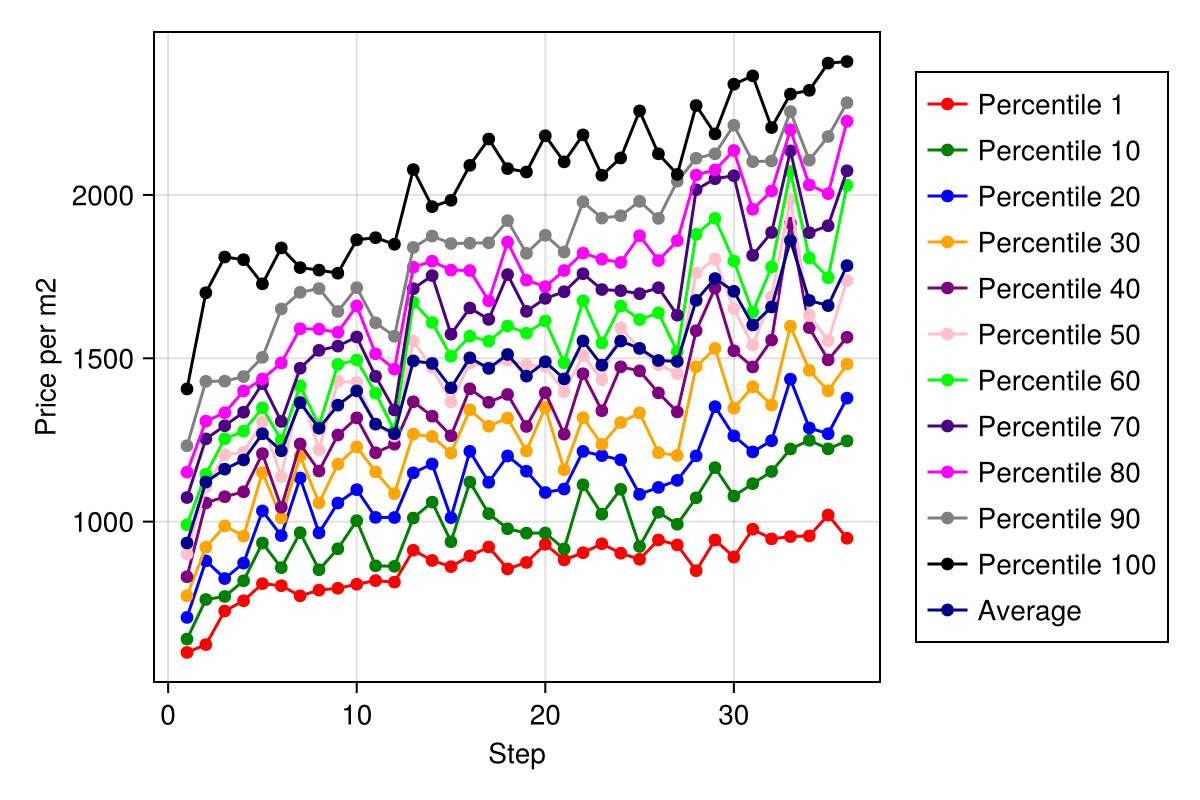 2000
1500
1000
Price per m2
0 10 20 30
Step
Percentile 1
Percentile 10
Percentile 20
Percentile 30
Percentile 40
Percentile 50
Percentile 60
Percentile 70
Percentile 80
Percentile 90
Percentile 100
Average